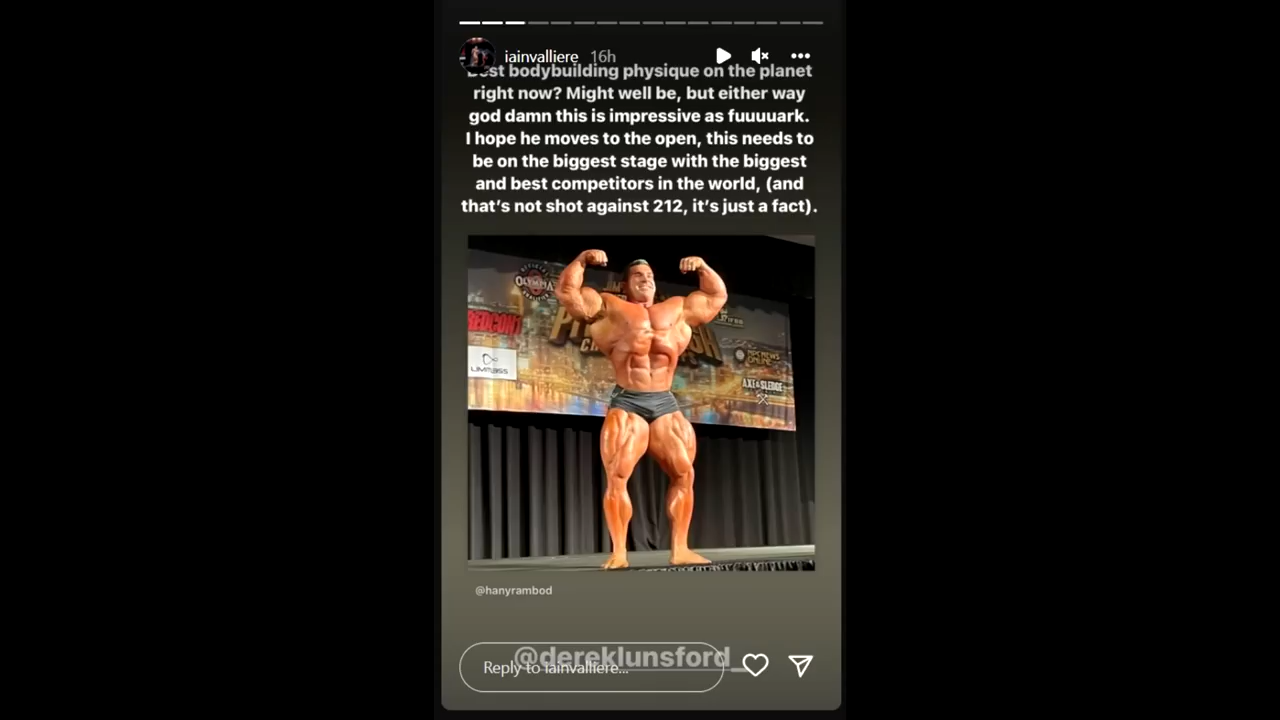 iainvalliere 16h
Best bodybuilding physique on the planet
right now? Might well be, but either way
god damn this is impressive as fuuuuark.
I hope he moves to the open, this needs to
be on the biggest stage with the biggest
and best competitors in the world, (and
that's not shot against 212, it's just a fact).
OLYMPIA
REDCON1
NPC NEWS
ONLINE
AXE & SLEDGE
@hanyrambod
@dereklunsford_
Reply to iainvalliere...